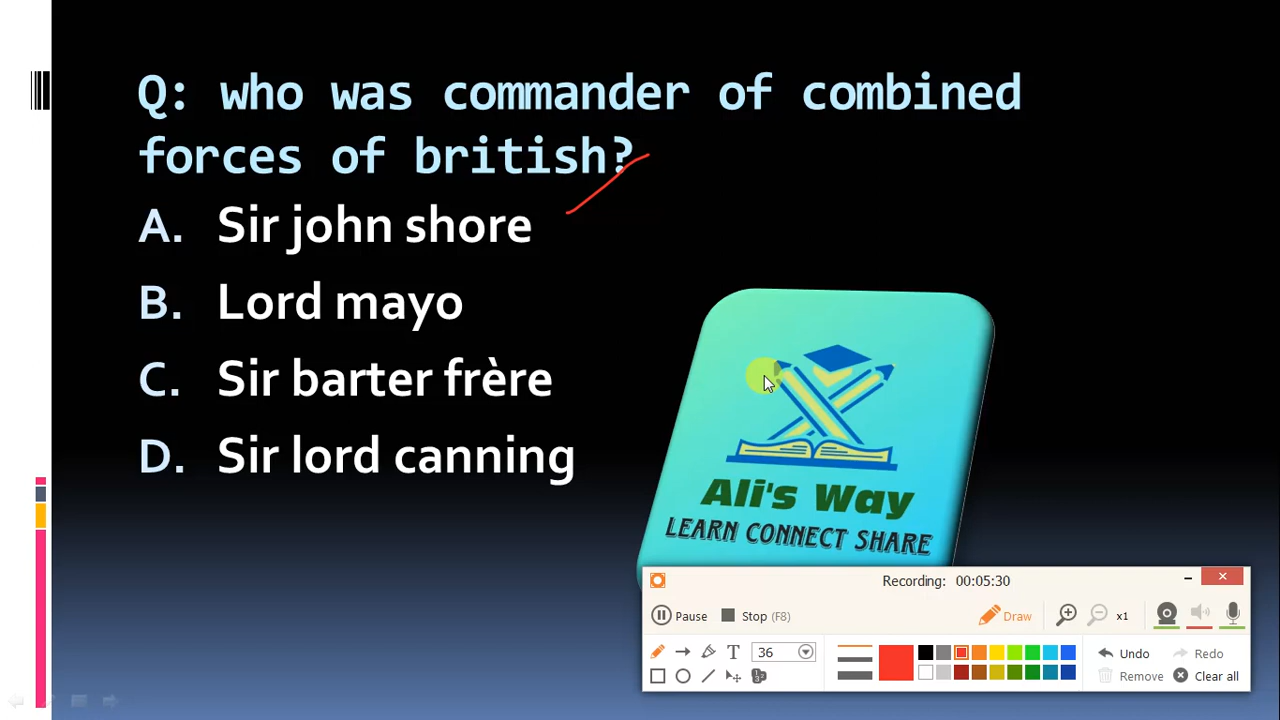 Q: who was commander of combined
forces of british?
A. Sir john shore
B. Lord mayo
C. Sir barter frère
D. Sir lord canning
Ali's Way
LEARN CONNECT SHARE
Recording: 00:05:30
Pause Stop (F8) Draw x1
T 36 Undo Redo
Remove Clear all